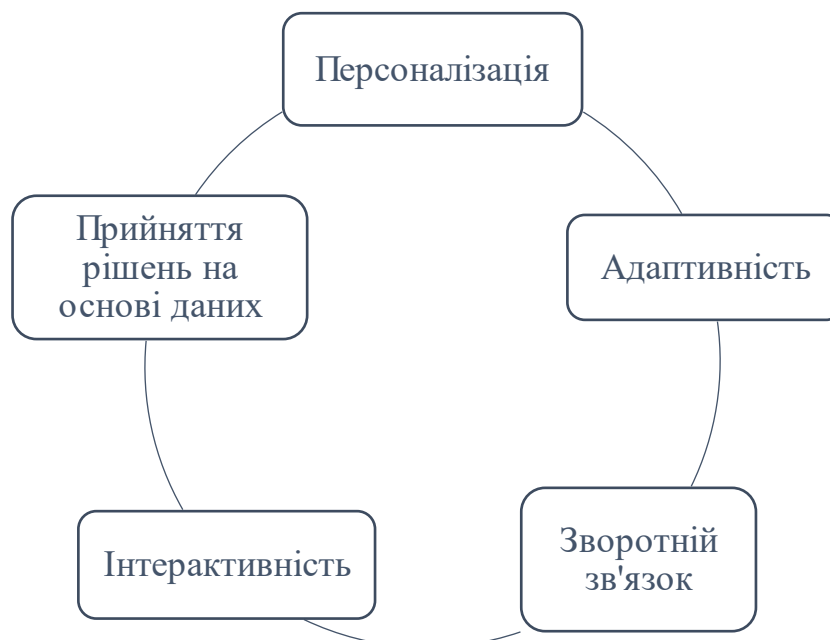 Персоналізація
Адаптивність
Зворотній
зв'язок
Інтерактивність
Прийняття
рішень на
основі даних